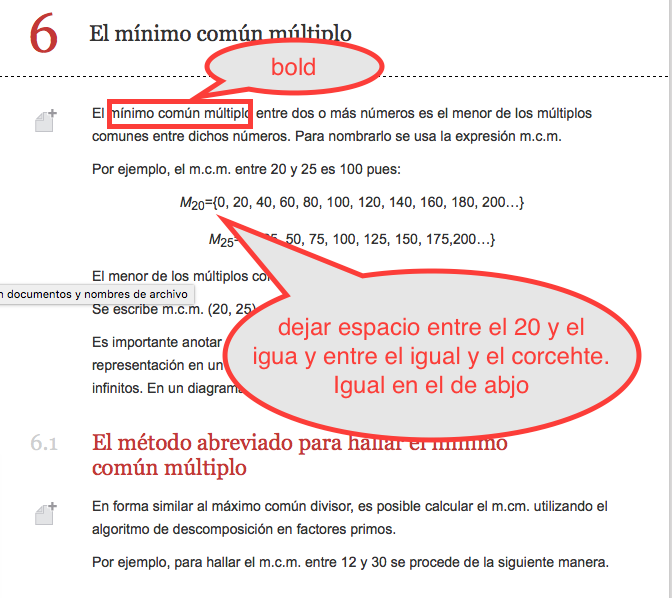 6 El mínimo común múltiplo
bold
El mínimo común múltiplo entre dos o más números es el menor de los múltiplos
comunes entre dichos números. Para nombrarlo se usa la expresión m.c.m.
Por ejemplo, el m.c.m. entre 20 y 25 es 100 pues:
M20={0, 20, 40, 60, 80, 100, 120, 140, 160, 180, 200…}
M25= 50, 75, 100, 125, 150, 175,200…}
El menor de los múltiplos
n documentos y nombres de archivo
Se escribe m.c.m. (20, 25)
dejar espacio entre el 20 y el
igua y entre el igual y el corcehte.
Igual en el de abjo
Es importante anotar
representación en un
infinitos. En un
6.1 El método abreviado para hallar el mínimo
común múltiplo
En forma similar al máximo común divisor, es posible calcular el m.cm. utilizando el
algoritmo de descomposición en factores primos.
Por ejemplo, para hallar el m.c.m. entre 12 y 30 se procede de la siguiente manera.